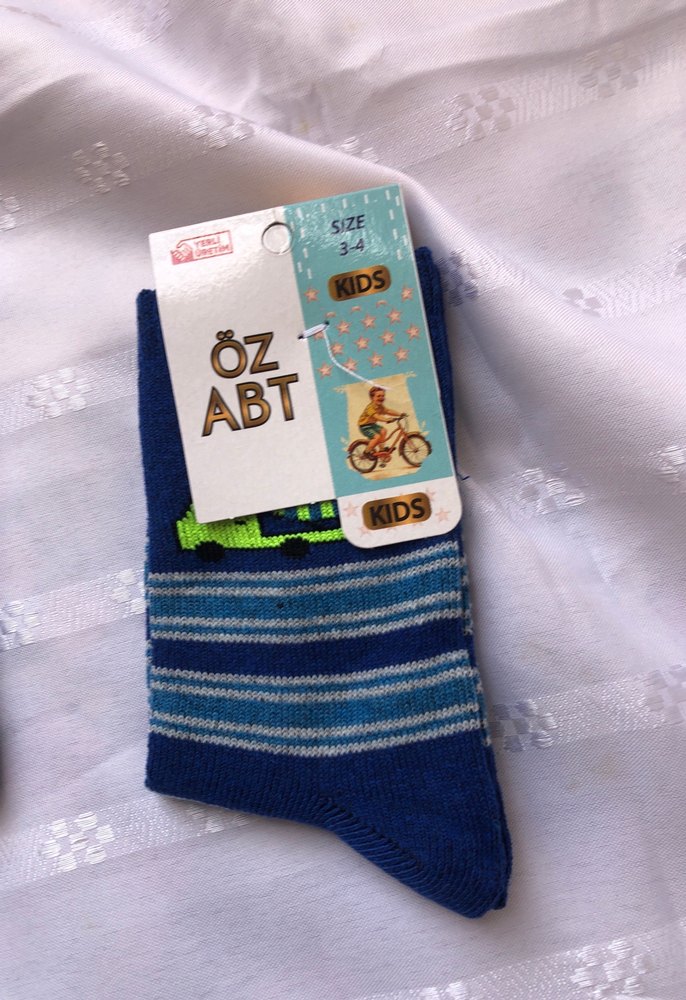 YERLİ
ÜRETİM
SIZE
3-4
KIDS
ÖZ
ABT
KIDS